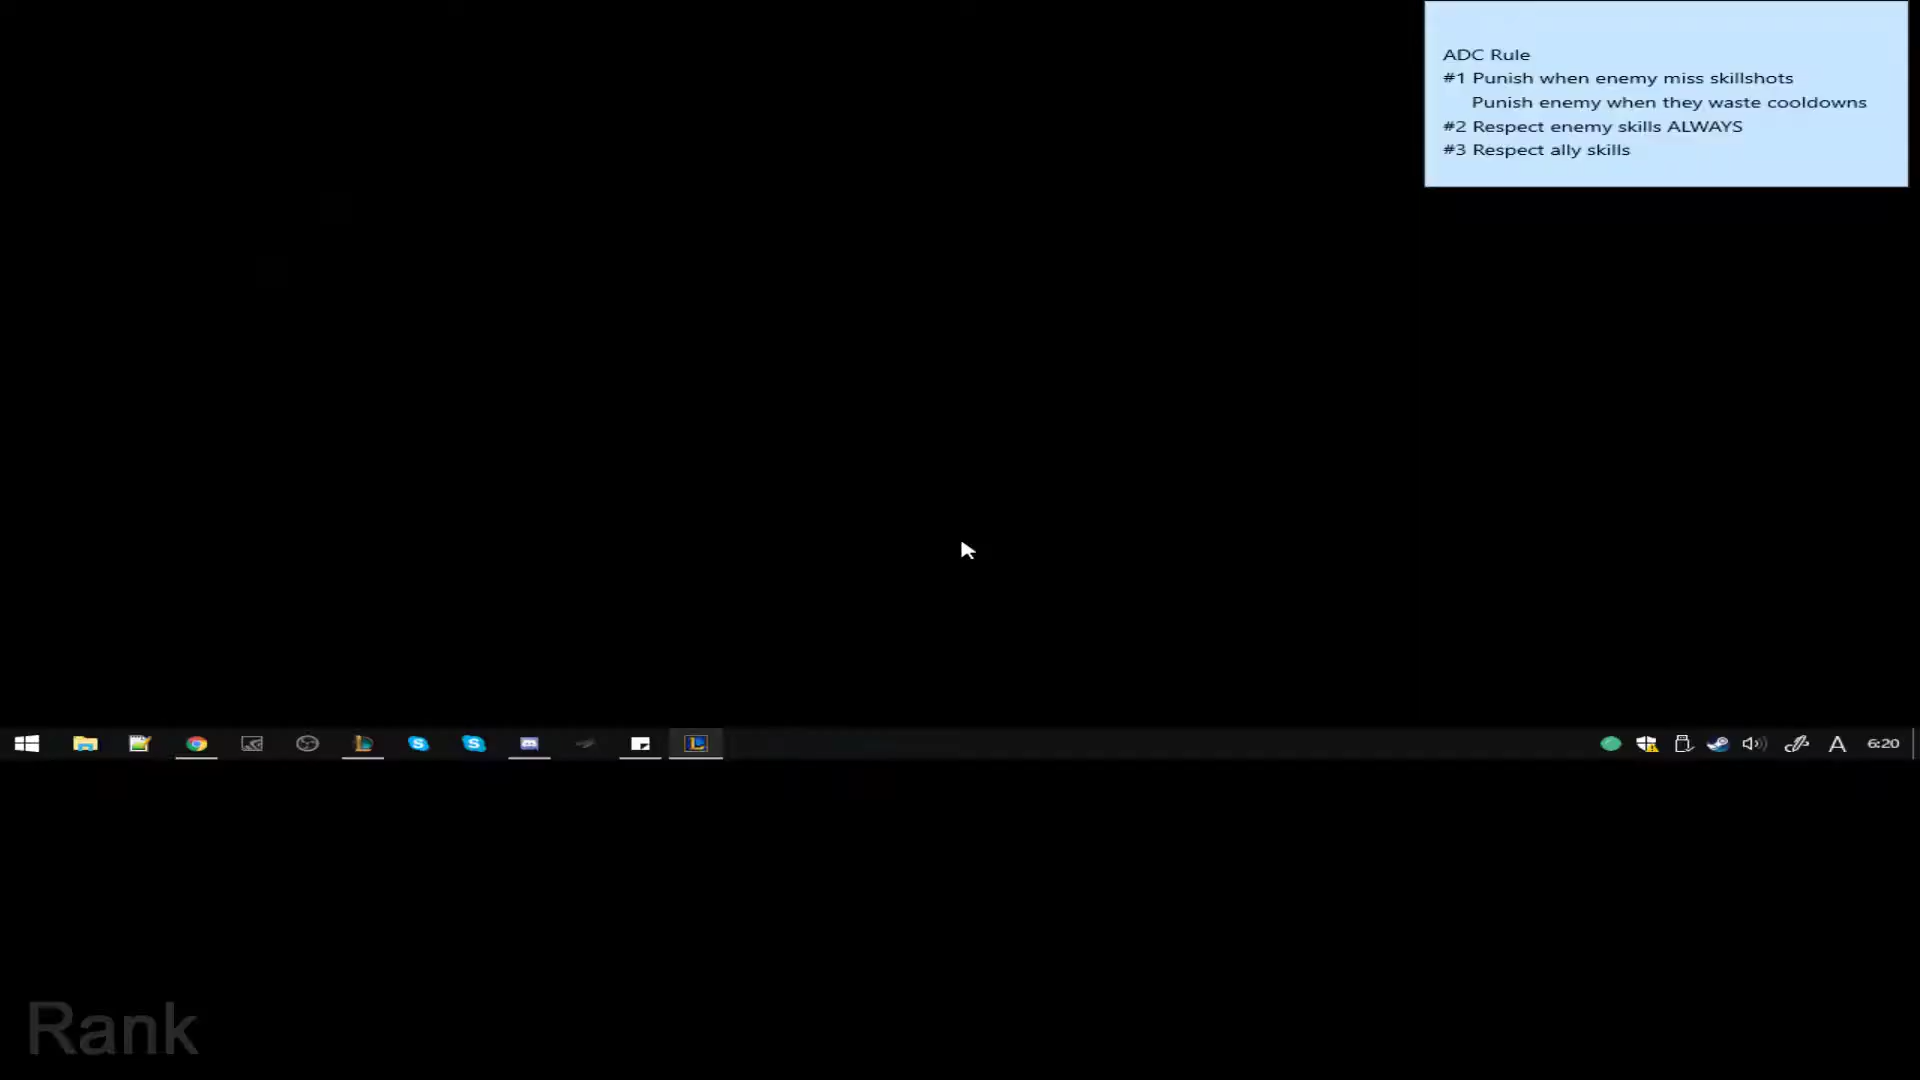 ADC Rule
#1 Punish when enemy miss skillshots
Punish enemy when they waste cooldowns
#2 Respect enemy skills ALWAYS
#3 Respect ally skills
A 6:20
Rank